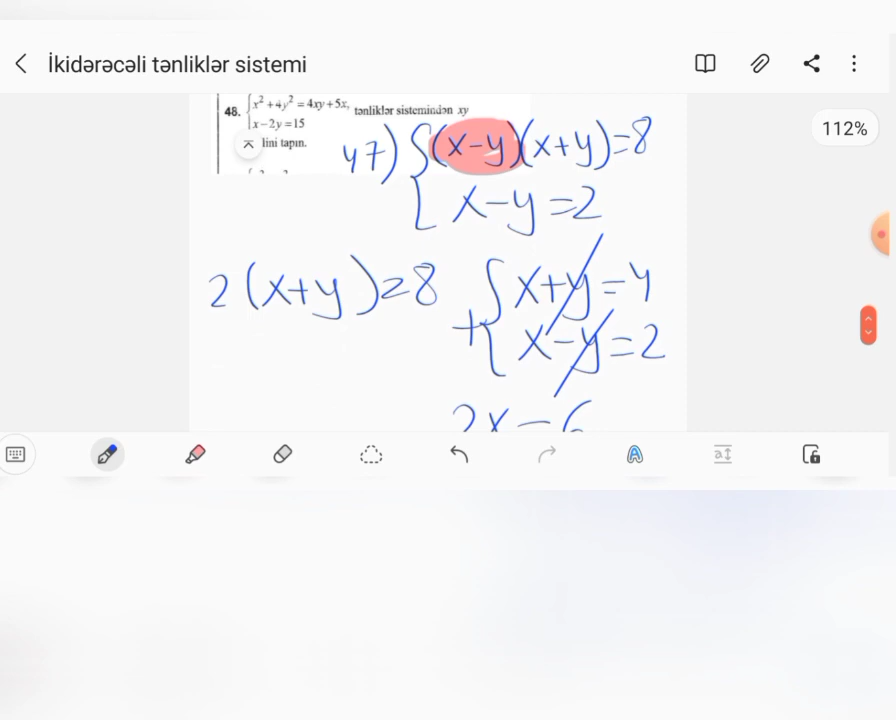 İkidərəcəli tənliklər sistemi
112%
48. {x² + 4y² = 4xy + 5x, tənliklər sistemindən xy
x − 2y = 15
lini tapın.
47) {(x-y)(x+y)=8
x-y=2
2(x+y)=8
{x+y=4
+ x-y=2
2x=6